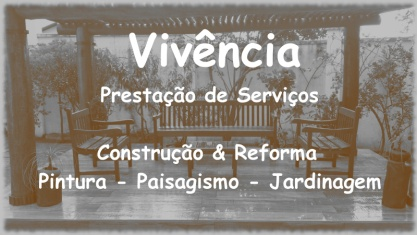 Vivência
Prestação de Serviços
Construção & Reforma
Pintura - Paisagismo - Jardinagem